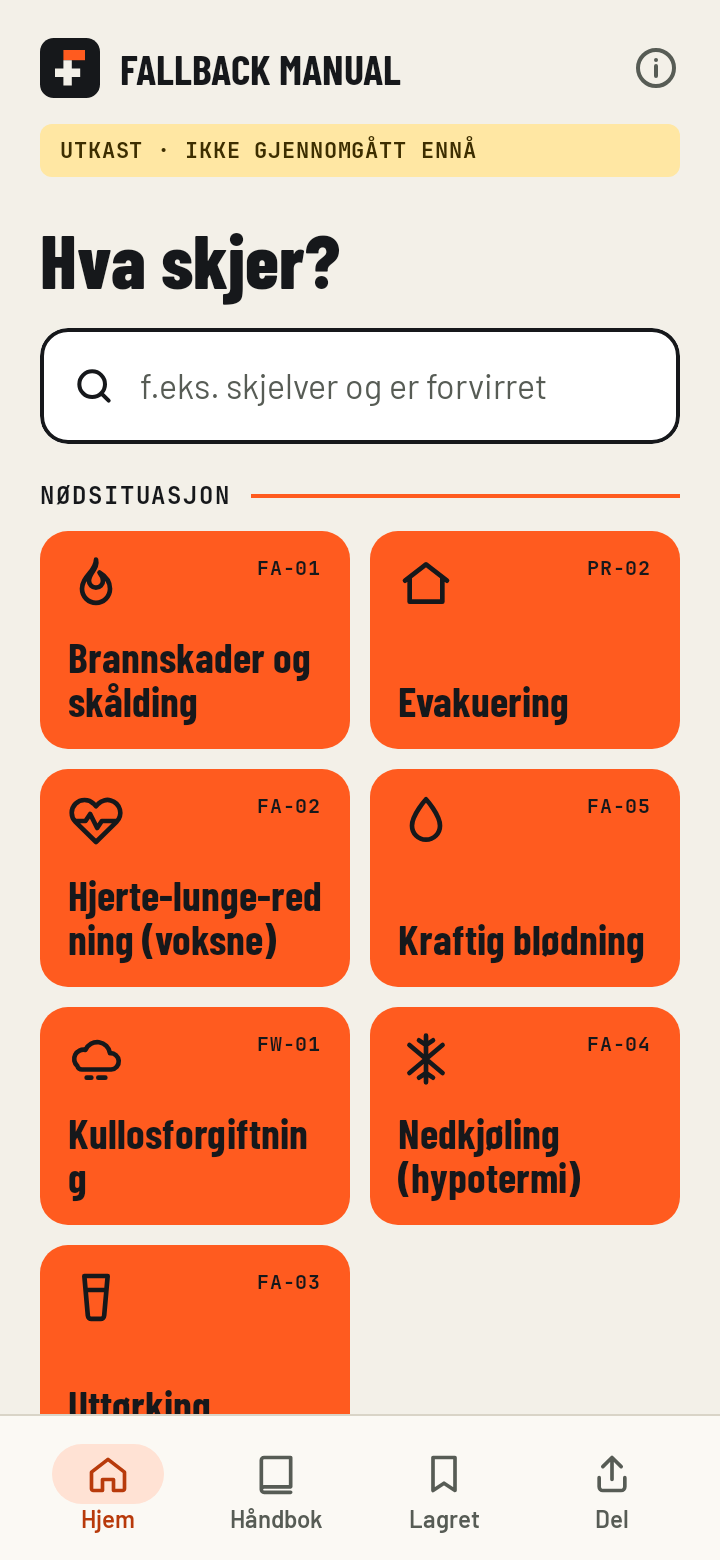 FALLBACK MANUAL
UTKAST · IKKE GJENNOMGÅTT ENNÅ
Hva skjer?
f.eks. skjelver og er forvirret
NØDSITUASJON
FA-01
Brannskader og
skålding
PR-02
Evakuering
FA-02
Hjerte-lunge-red
ning (voksne)
FA-05
Kraftig blødning
FW-01
Kullosforgiftnin
g
FA-04
Nedkjøling
(hypotermi)
FA-03
Uttørking
Hjem
Håndbok
Lagret
Del